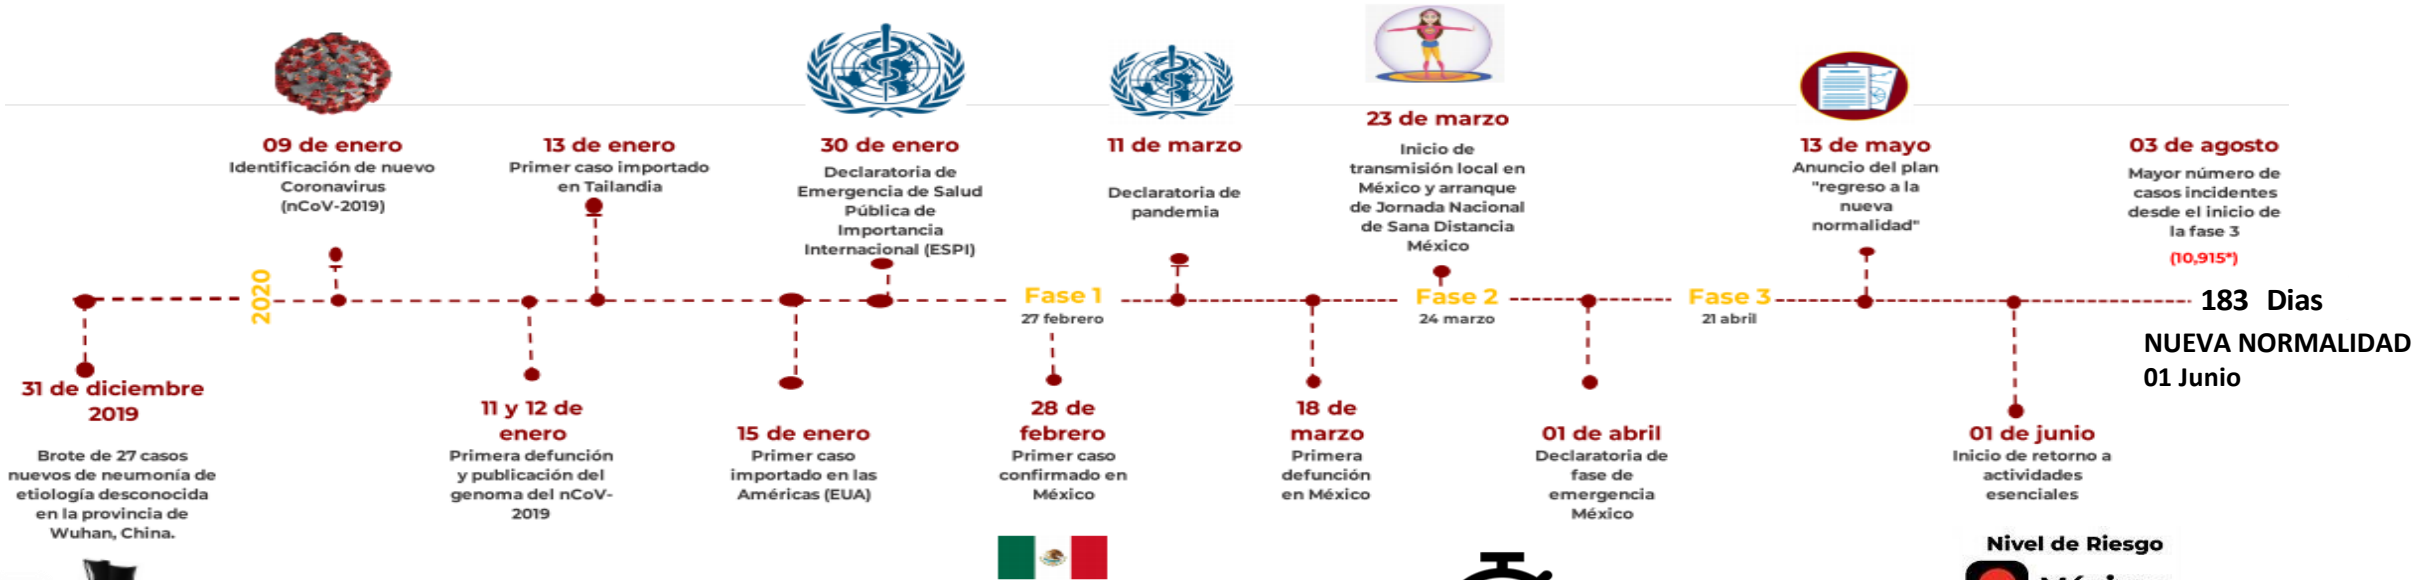 09 de enero
Identificación de nuevo
Coronavirus
(nCoV-2019)
13 de enero
Primer caso importado
en Tailandia
30 de enero
Declaratoria de
Emergencia de Salud
Pública de
Importancia
Internacional (ESPI)
11 de marzo
Declaratoria de
pandemia
23 de marzo
Inicio de
transmisión local en
México y arranque
de Jornada Nacional
de Sana Distancia
México
13 de mayo
Anuncio del plan
"regreso a la
nueva
normalidad"
03 de agosto
Mayor número de
casos incidentes
desde el inicio de
la fase 3
(10,915*)
2020
Fase 1
27 febrero
Fase 2
24 marzo
Fase 3
21 abril
183 Dias
NUEVA NORMALIDAD
01 Junio
31 de diciembre
2019
Brote de 27 casos
nuevos de neumonía de
etiología desconocida
en la provincia de
Wuhan, China.
11 y 12 de
enero
Primera defunción
y publicación del
genoma del nCoV-
2019
15 de enero
Primer caso
importado en las
Américas (EUA)
28 de
febrero
Primer caso
confirmado en
México
18 de
marzo
Primera
defunción
en México
01 de abril
Declaratoria de
fase de
emergencia
México
01 de junio
Inicio de retorno a
actividades
esenciales
Nivel de Riesgo